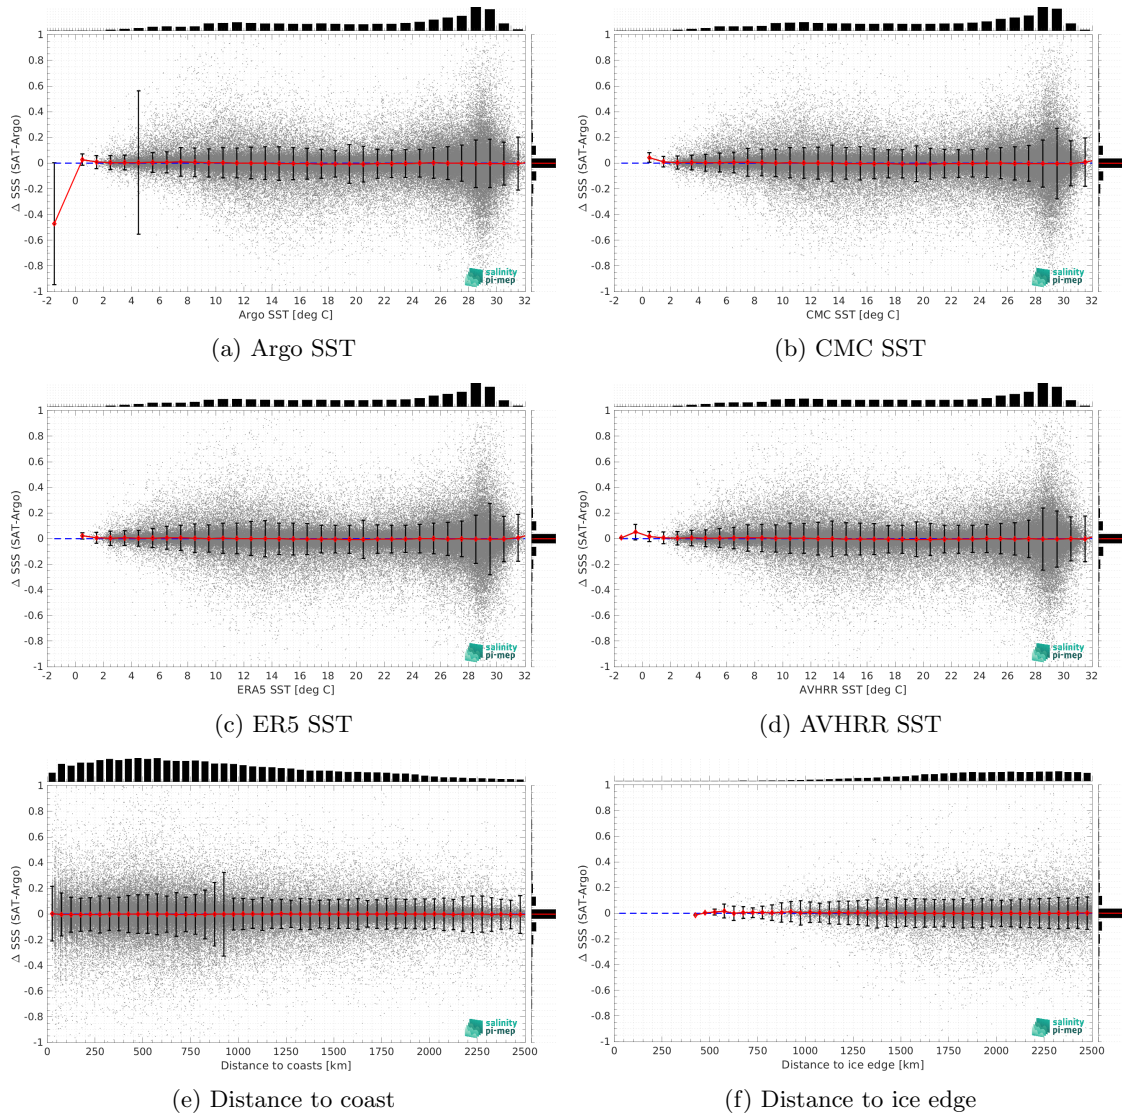 1
0.8
0.6
0.4
0.2
0
-0.2
-0.4
-0.6
-0.8
-1
Δ SSS (SAT-Argo)
-2 0 2 4 6 8 10 12 14 16 18 20 22 24 26 28 30 32
Argo SST [deg C]
salinity
pi-mep
(a) Argo SST
1
0.8
0.6
0.4
0.2
0
-0.2
-0.4
-0.6
-0.8
-1
Δ SSS (SAT-Argo)
-2 0 2 4 6 8 10 12 14 16 18 20 22 24 26 28 30 32
CMC SST [deg C]
salinity
pi-mep
(b) CMC SST
1
0.8
0.6
0.4
0.2
0
-0.2
-0.4
-0.6
-0.8
-1
Δ SSS (SAT-Argo)
-2 0 2 4 6 8 10 12 14 16 18 20 22 24 26 28 30 32
ERA5 SST [deg C]
salinity
pi-mep
(c) ER5 SST
1
0.8
0.6
0.4
0.2
0
-0.2
-0.4
-0.6
-0.8
-1
Δ SSS (SAT-Argo)
-2 0 2 4 6 8 10 12 14 16 18 20 22 24 26 28 30 32
AVHRR SST [deg C]
salinity
pi-mep
(d) AVHRR SST
1
0.8
0.6
0.4
0.2
0
-0.2
-0.4
-0.6
-0.8
-1
Δ SSS (SAT-Argo)
0 250 500 750 1000 1250 1500 1750 2000 2250 2500
Distance to coasts [km]
salinity
pi-mep
(e) Distance to coast
1
0.8
0.6
0.4
0.2
0
-0.2
-0.4
-0.6
-0.8
-1
Δ SSS (SAT-Argo)
0 250 500 750 1000 1250 1500 1750 2000 2250 2500
Distance to ice edge [km]
salinity
pi-mep
(f) Distance to ice edge